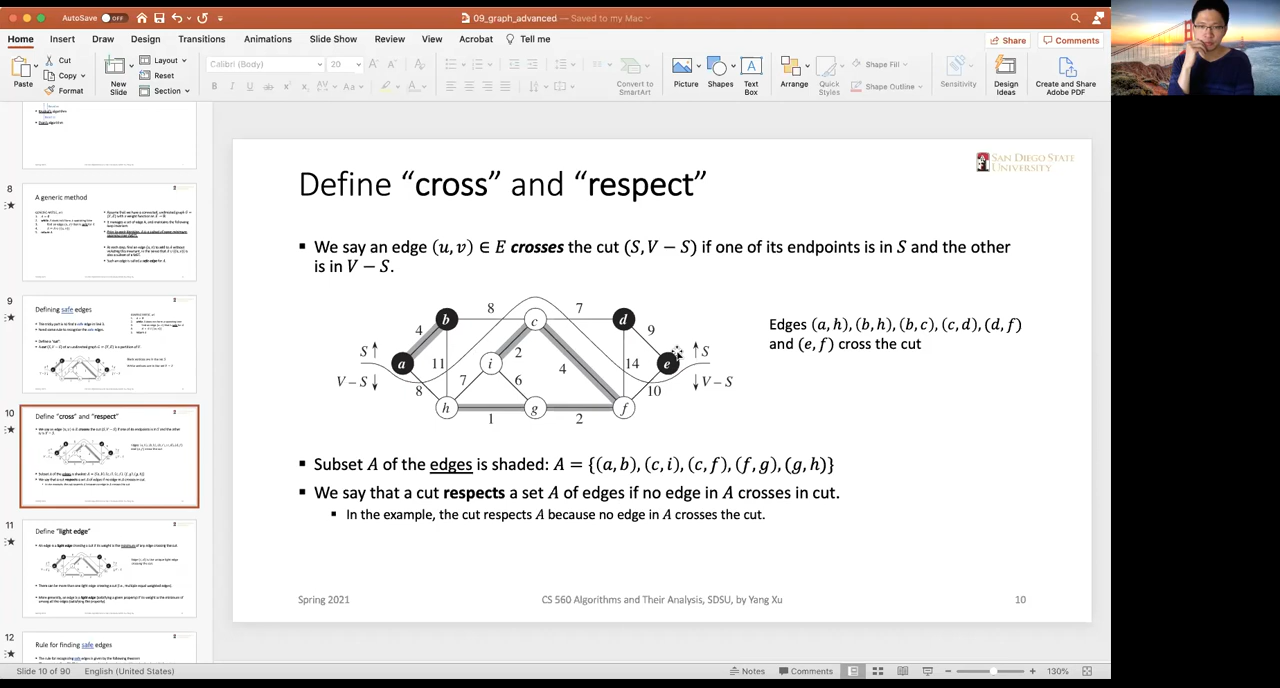 AutoSave OFF 09_graph_advanced — Saved to my Mac
Home Insert Draw Design Transitions Animations Slide Show Review View Acrobat Tell me Share Comments
Paste Cut Copy Format New Slide Layout Reset Section Calibri (Body) 20 Convert to SmartArt Picture Shapes Text Box Arrange Quick Styles Shape Fill Shape Outline Sensitivity Design Ideas Create and Share Adobe PDF
8
A generic method
9
Defining safe edges
10
Define "cross" and "respect"
11
Define "light edge"
12
Rule for finding safe edges
SAN DIEGO STATE
UNIVERSITY
Define “cross” and “respect”
▪ We say an edge (u, v) ∈ E crosses the cut (S, V − S) if one of its endpoints is in S and the other
is in V − S.
8 7
b c d
4 9
S↑ 2 ↑S
a 11 i 4 14 e
V−S↓ 7 6 ↓V−S
8 10
h g f
1 2
Edges (a, h), (b, h), (b, c), (c, d), (d, f)
and (e, f) cross the cut
▪ Subset A of the edges is shaded: A = {(a, b), (c, i), (c, f), (f, g), (g, h)}
▪ We say that a cut respects a set A of edges if no edge in A crosses in cut.
▪ In the example, the cut respects A because no edge in A crosses the cut.
Spring 2021 CS 560 Algorithms and Their Analysis, SDSU, by Yang Xu 10
Slide 10 of 90 English (United States) Notes Comments 130%